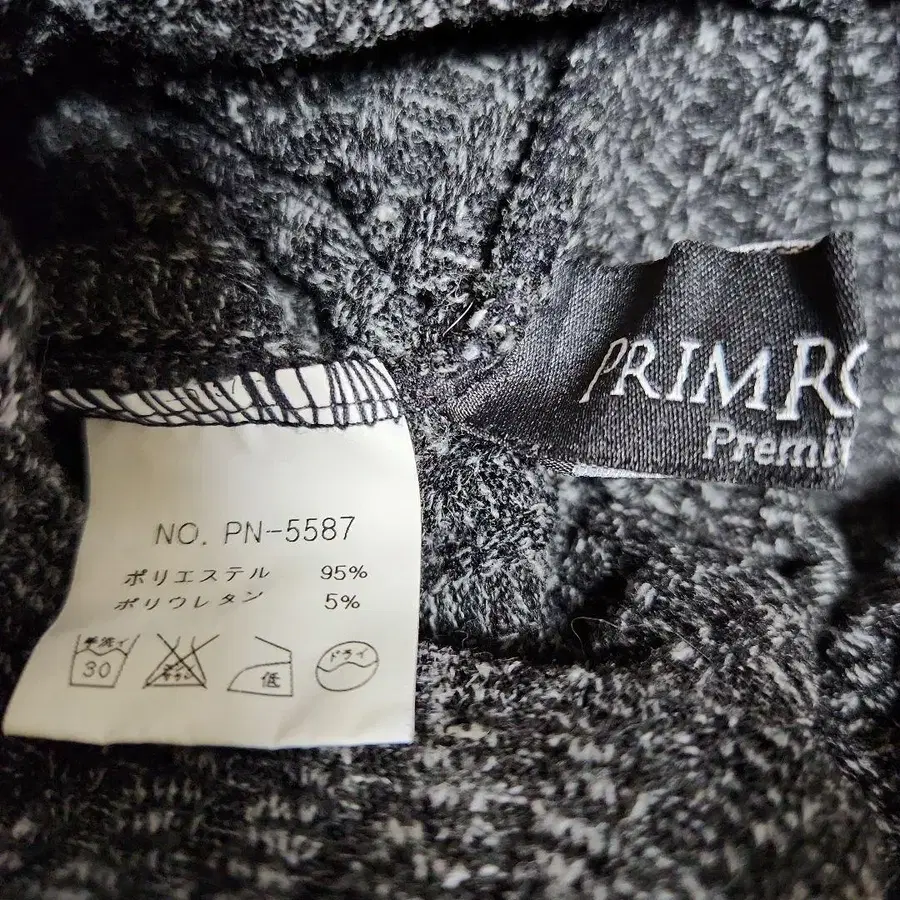 PRIMRO
Premi
NO. PN-5587
ポリエステル 95%
ポリウレタン 5%
30
低
ドライ